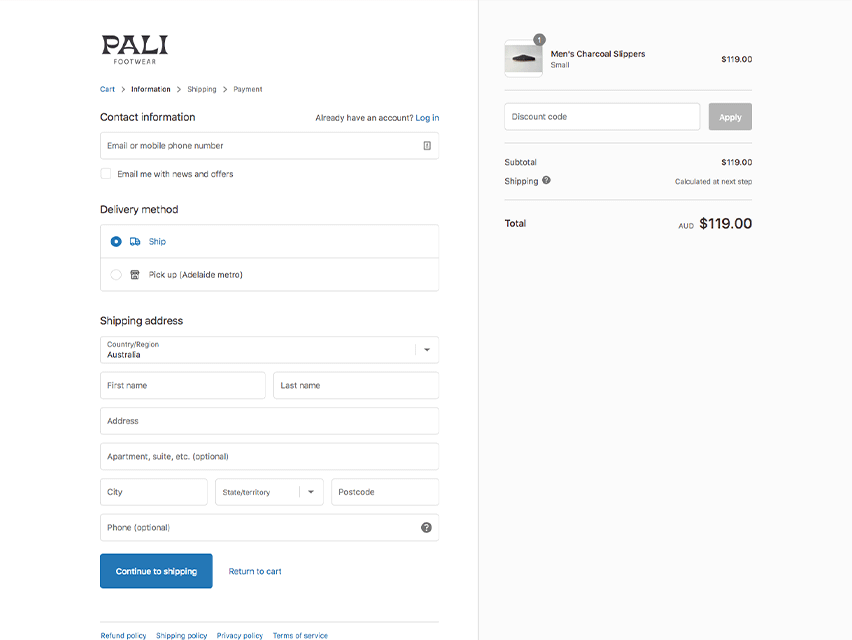 PALI
FOOTWEAR
Cart > Information > Shipping > Payment
Contact information
Already have an account? Log in
Email or mobile phone number
Email me with news and offers
Delivery method
Ship
Pick up (Adelaide metro)
Shipping address
Country/Region
Australia
First name
Last name
Address
Apartment, suite, etc. (optional)
City
State/territory
Postcode
Phone (optional)
?
Continue to shipping
Return to cart
Refund policy
Shipping policy
Privacy policy
Terms of service
1
Men's Charcoal Slippers
Small
$119.00
Discount code
Apply
Subtotal
$119.00
Shipping ?
Calculated at next step
Total
AUD $119.00